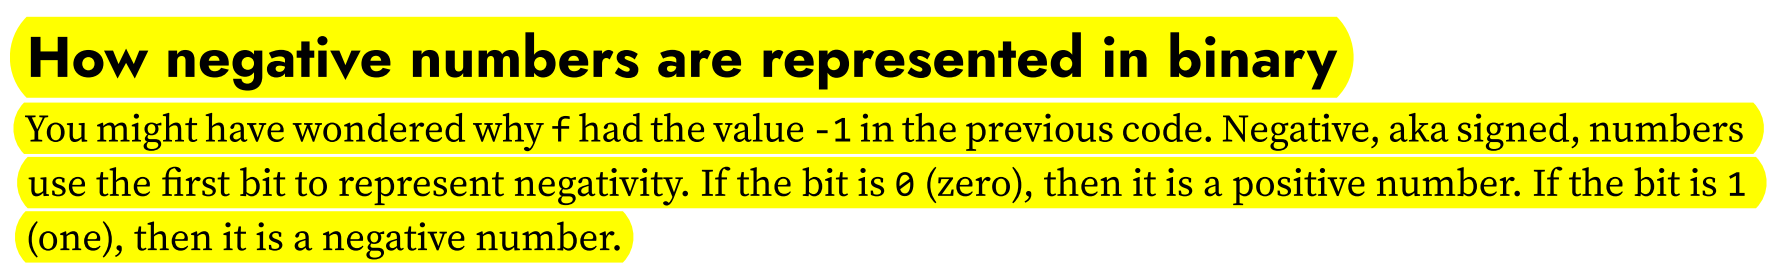 How negative numbers are represented in binary
You might have wondered why f had the value -1 in the previous code. Negative, aka signed, numbers
use the first bit to represent negativity. If the bit is 0 (zero), then it is a positive number. If the bit is 1
(one), then it is a negative number.